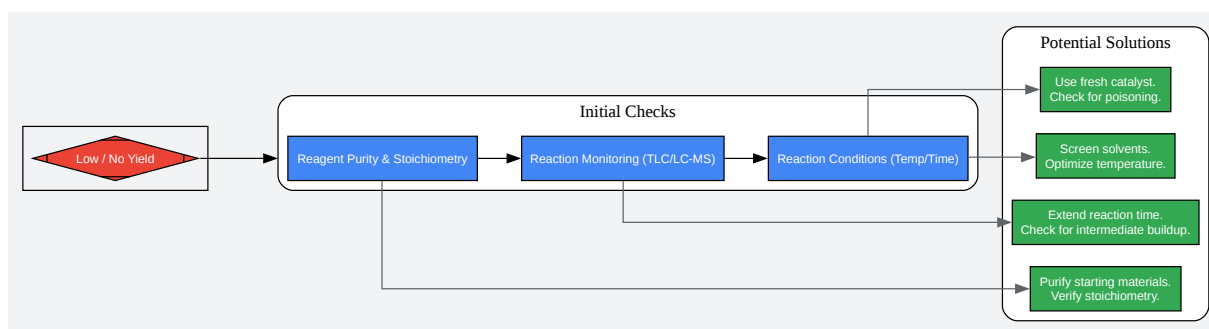 Potential Solutions
Use fresh catalyst.
Check for poisoning.
Initial Checks
Low / No Yield
Reagent Purity & Stoichiometry
Reaction Monitoring (TLC/LC-MS)
Reaction Conditions (Temp/Time)
Screen solvents.
Optimize temperature.
Extend reaction time.
Check for intermediate buildup.
Purify starting materials.
Verify stoichiometry.